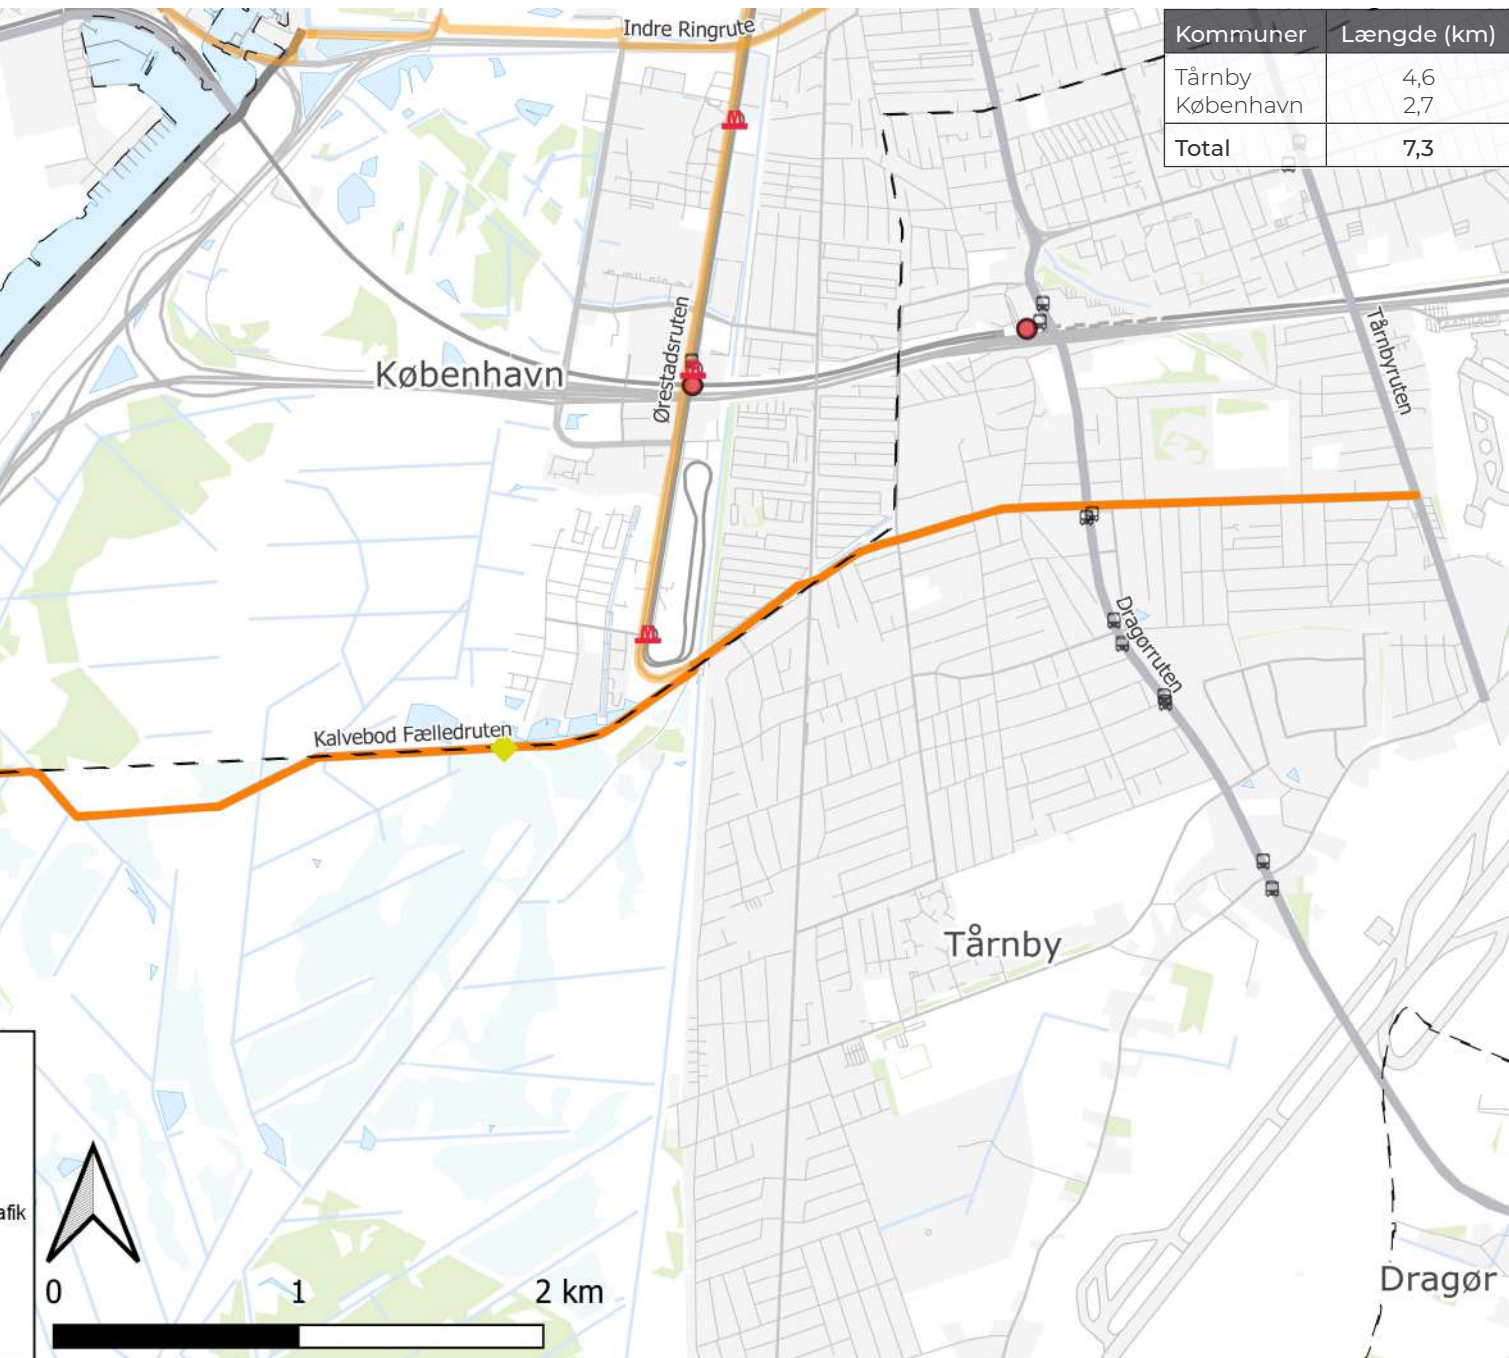 Indre Ringrute
Kommuner Længde (km)
Tårnby 4,6
København 2,7
Total 7,3
Ørestadsruten
Tårnbyruten
København
Dragørruten
Kalvebod Fælledruten
Tårnby
afik
0 1 2 km
Dragør